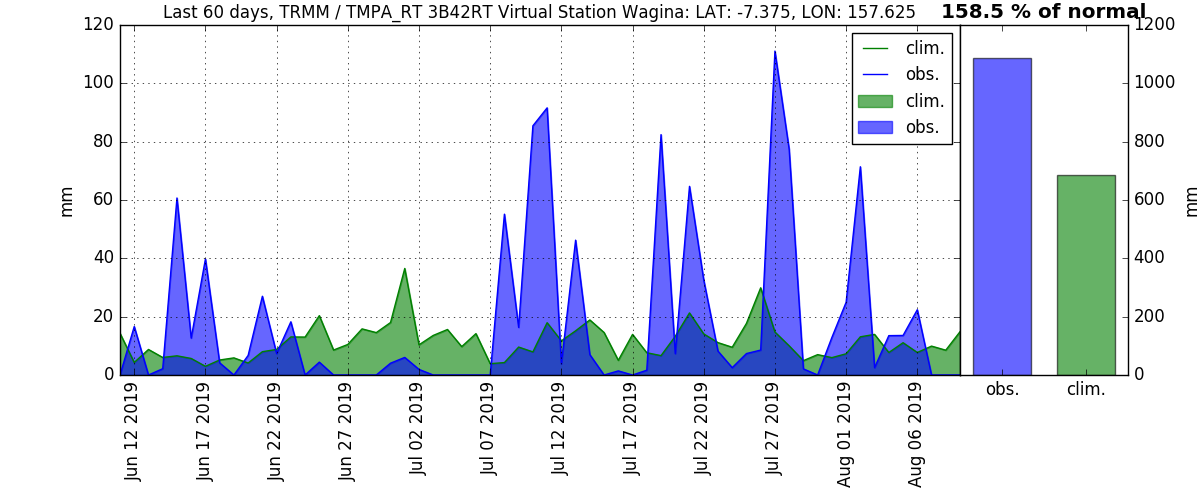 Last 60 days, TRMM / TMPA_RT 3B42RT Virtual Station Wagina: LAT: -7.375, LON: 157.625
158.5 % of normal
120
100
80
60
40
20
0
mm
clim.
obs.
clim.
obs.
1200
1000
800
600
400
200
0
mm
Jun 12 2019
Jun 17 2019
Jun 22 2019
Jun 27 2019
Jul 02 2019
Jul 07 2019
Jul 12 2019
Jul 17 2019
Jul 22 2019
Jul 27 2019
Aug 01 2019
Aug 06 2019
obs.
clim.